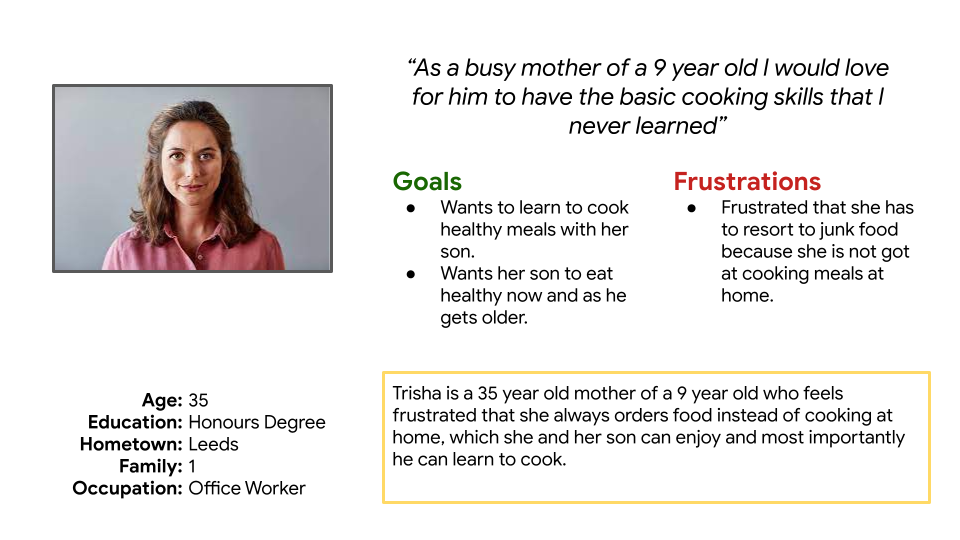 “As a busy mother of a 9 year old I would love
for him to have the basic cooking skills that I
never learned”
Goals
● Wants to learn to cook
healthy meals with her
son.
● Wants her son to eat
healthy now and as he
gets older.
Frustrations
● Frustrated that she has
to resort to junk food
because she is not got
at cooking meals at
home.
Age: 35
Education: Honours Degree
Hometown: Leeds
Family: 1
Occupation: Office Worker
Trisha is a 35 year old mother of a 9 year old who feels
frustrated that she always orders food instead of cooking at
home, which she and her son can enjoy and most importantly
he can learn to cook.